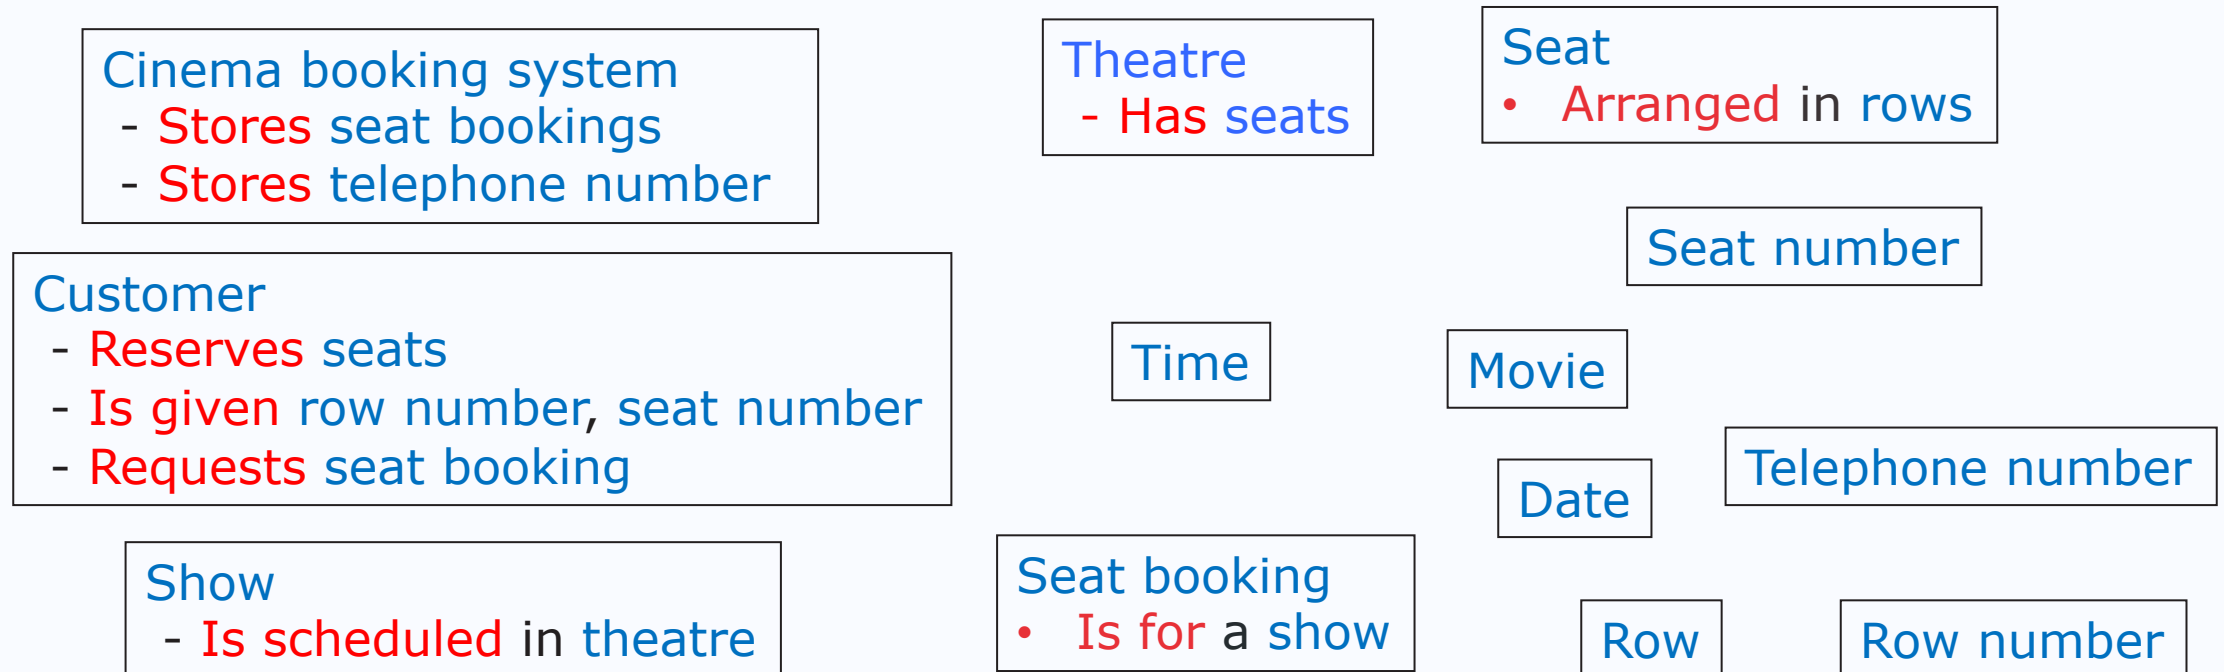 Cinema booking system
- Stores seat bookings
- Stores telephone number
Theatre
- Has seats
Seat
• Arranged in rows
Seat number
Customer
- Reserves seats
- Is given row number, seat number
- Requests seat booking
Time
Movie
Telephone number
Date
Show
- Is scheduled in theatre
Seat booking
• Is for a show
Row
Row number